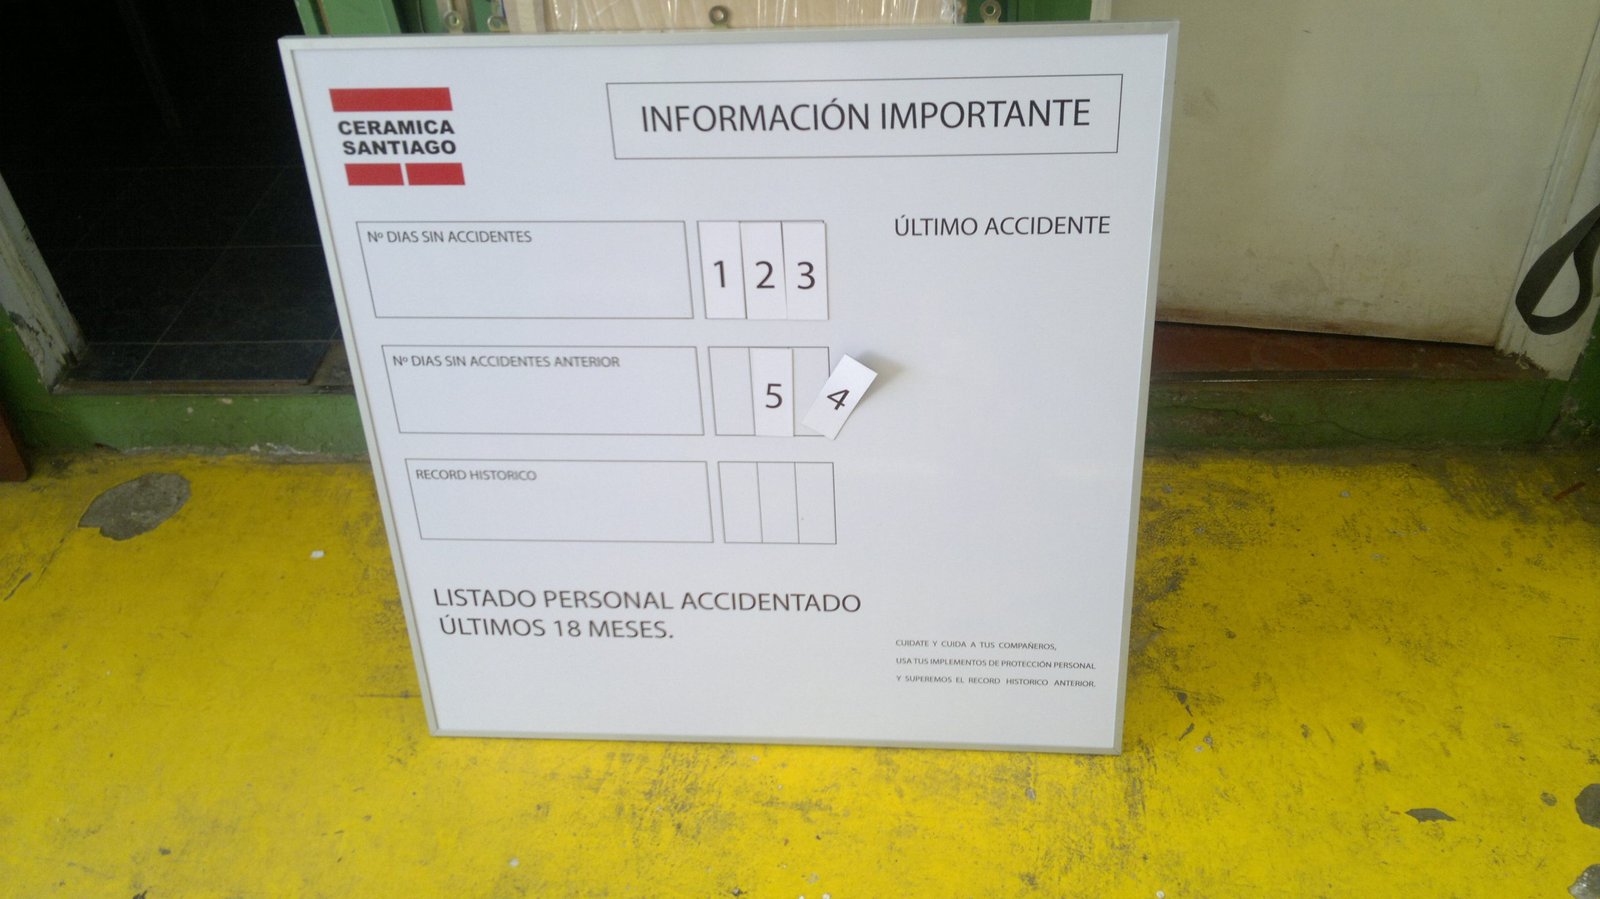 CERAMICA
SANTIAGO
INFORMACIÓN IMPORTANTE
Nº DIAS SIN ACCIDENTES
1 2 3
ÚLTIMO ACCIDENTE
Nº DIAS SIN ACCIDENTES ANTERIOR
5 4
RECORD HISTORICO
LISTADO PERSONAL ACCIDENTADO
ÚLTIMOS 18 MESES.
CUIDATE Y CUIDA A TUS COMPAÑEROS,
USA TUS IMPLEMENTOS DE PROTECCIÓN PERSONAL
Y SUPEREMOS EL RECORD HISTORICO ANTERIOR.